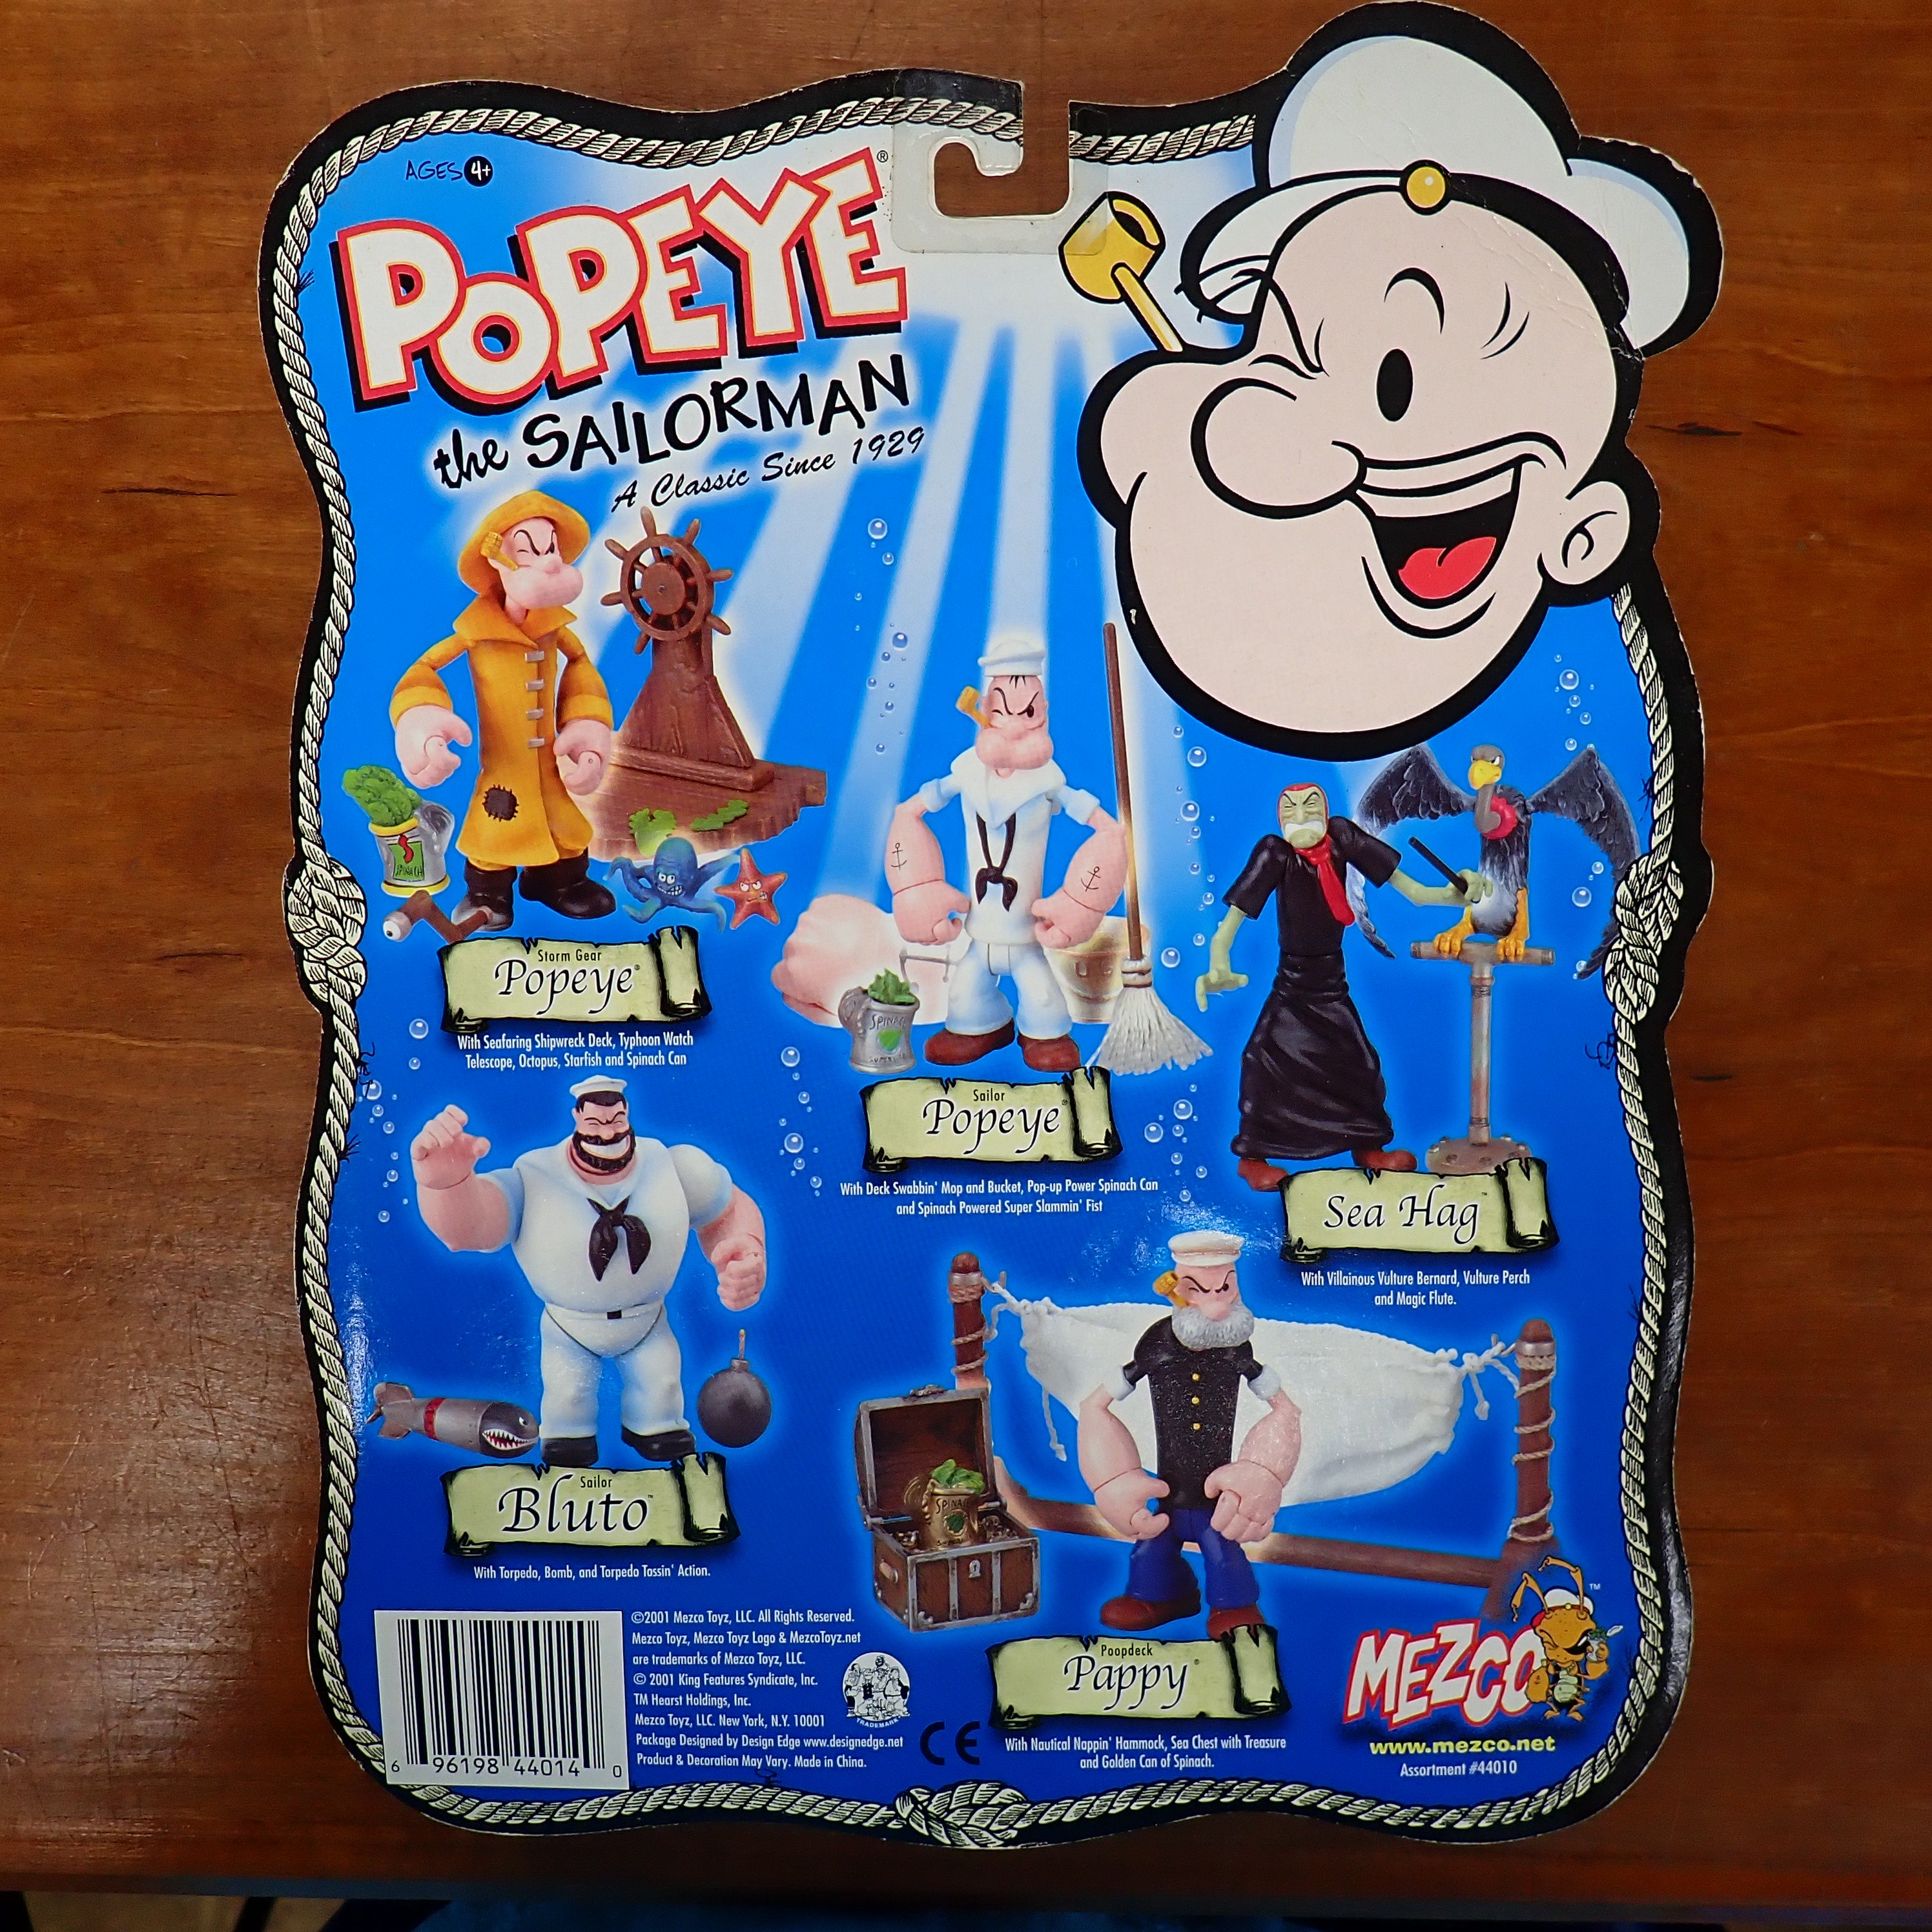 AGES 4+
POPEYE®
the SAILORMAN
A Classic Since 1929
SPINACH
Storm Gear
Popeye®
With Seafaring Shipwreck Deck, Typhoon Watch
Telescope, Octopus, Starfish and Spinach Can
SPINACH
Sailor
Popeye®
With Deck Swabbin' Mop and Bucket, Pop-up Power Spinach Can
and Spinach Powered Super Slammin' Fist
Sea Hag™
With Villainous Vulture Bernard, Vulture Perch
and Magic Flute.
Sailor
Bluto™
With Torpedo, Bomb, and Torpedo Tossin' Action.
SPINACH
Poopdeck
Pappy®
With Nautical Nappin' Hammock, Sea Chest with Treasure
and Golden Can of Spinach.
6 96198 44014 0
©2001 Mezco Toyz, LLC. All Rights Reserved.
Mezco Toyz, Mezco Toyz Logo & MezcoToyz.net
are trademarks of Mezco Toyz, LLC.
© 2001 King Features Syndicate, Inc.
TM Hearst Holdings, Inc.
Mezco Toyz, LLC. New York, N.Y. 10001
Package Designed by Design Edge www.designedge.net
Product & Decoration May Vary. Made in China.
TRADEMARK
CE
MEZCO™
www.mezco.net
Assortment #44010